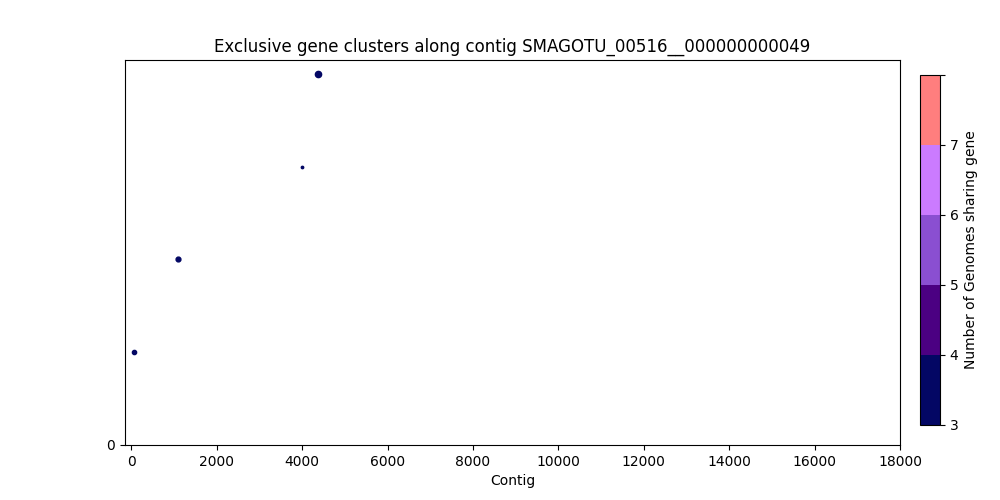 Exclusive gene clusters along contig SMAGOTU_00516__000000000049
7
6
5
4
3
Number of Genomes sharing gene
0
0 2000 4000 6000 8000 10000 12000 14000 16000 18000
Contig